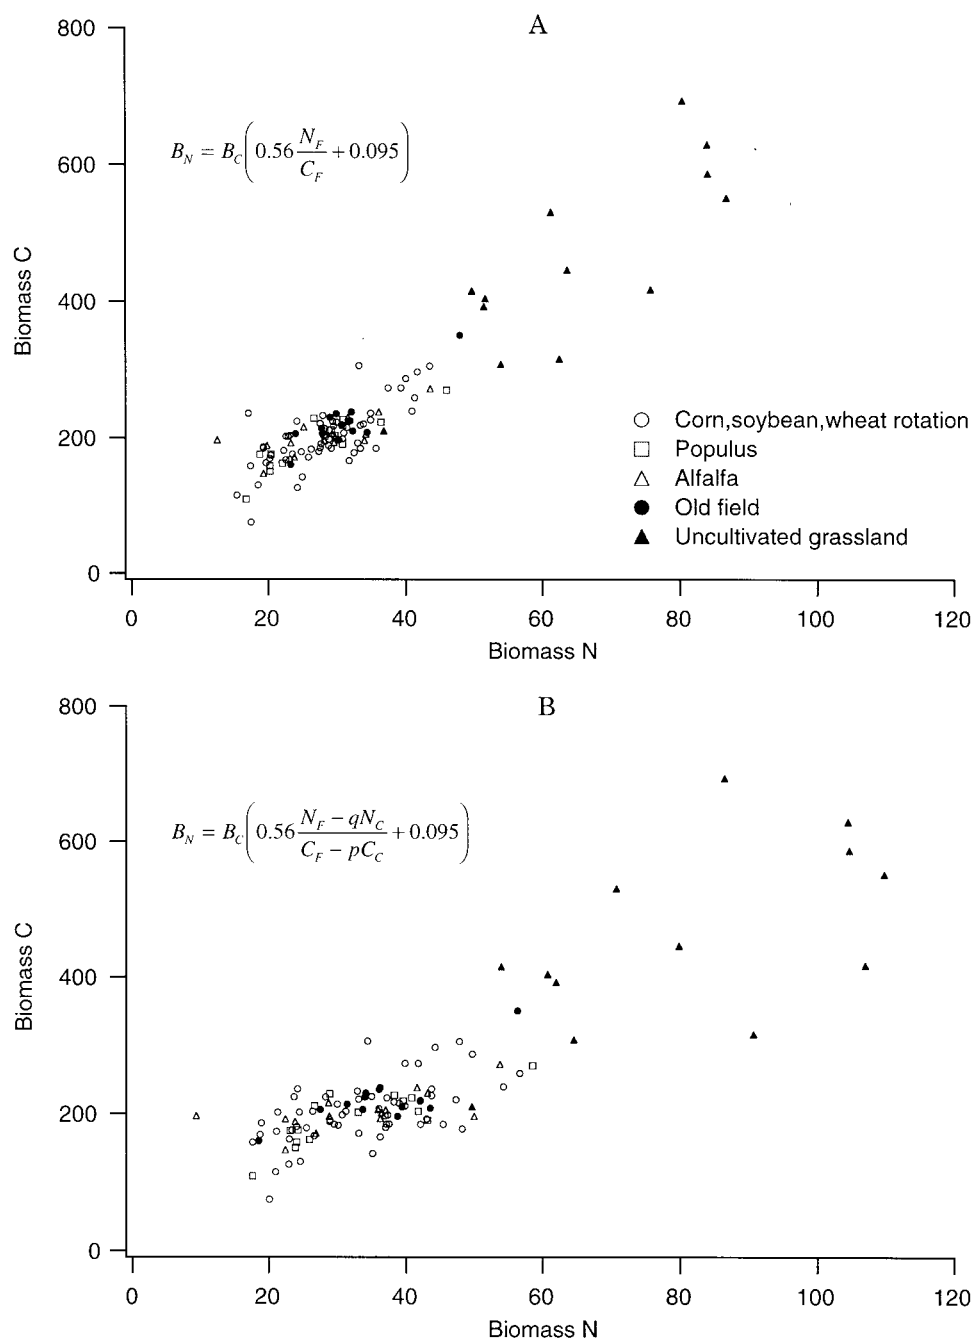 A
800
600
400
200
0
B_N = B_C(0.56 N_F/C_F + 0.095)
Biomass C
Corn,soybean,wheat rotation
Populus
Alfalfa
Old field
Uncultivated grassland
0 20 40 60 80 100 120
Biomass N
B
800
600
400
200
0
B_N = B_C(0.56 (N_F − qN_C)/(C_F − pC_C) + 0.095)
Biomass C
0 20 40 60 80 100 120
Biomass N